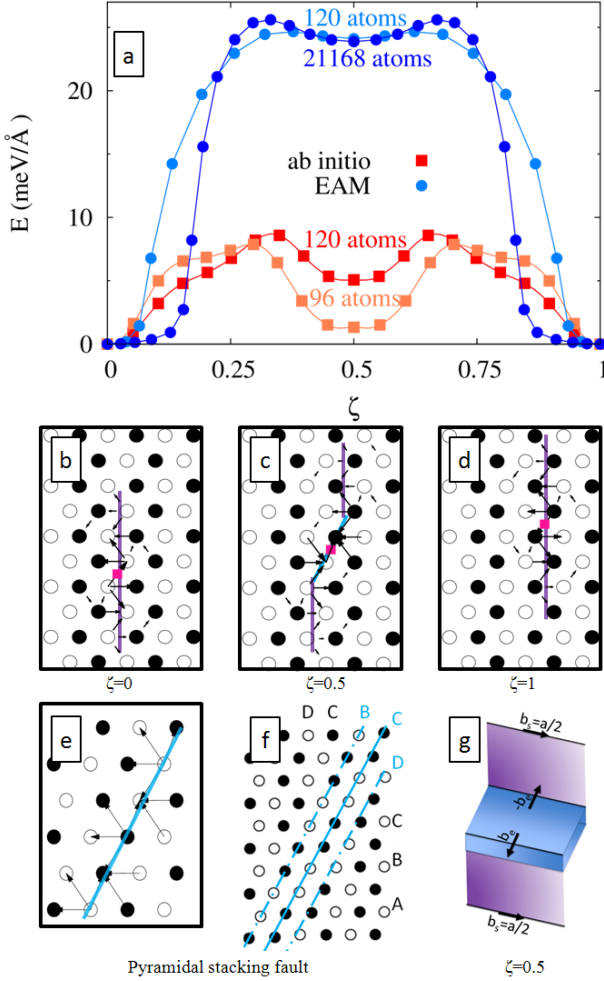 a
120 atoms
21168 atoms
ab initio
EAM
120 atoms
96 atoms
E (meV/Å)
20
10
0
0 0.25 0.5 0.75 1
ζ
b
c
d
ζ=0
ζ=0.5
ζ=1
e
f
D C B
C
D
C
B
A
g
bₛ=a/2
-bₑ
bₑ
bₛ=a/2
Pyramidal stacking fault
ζ=0.5